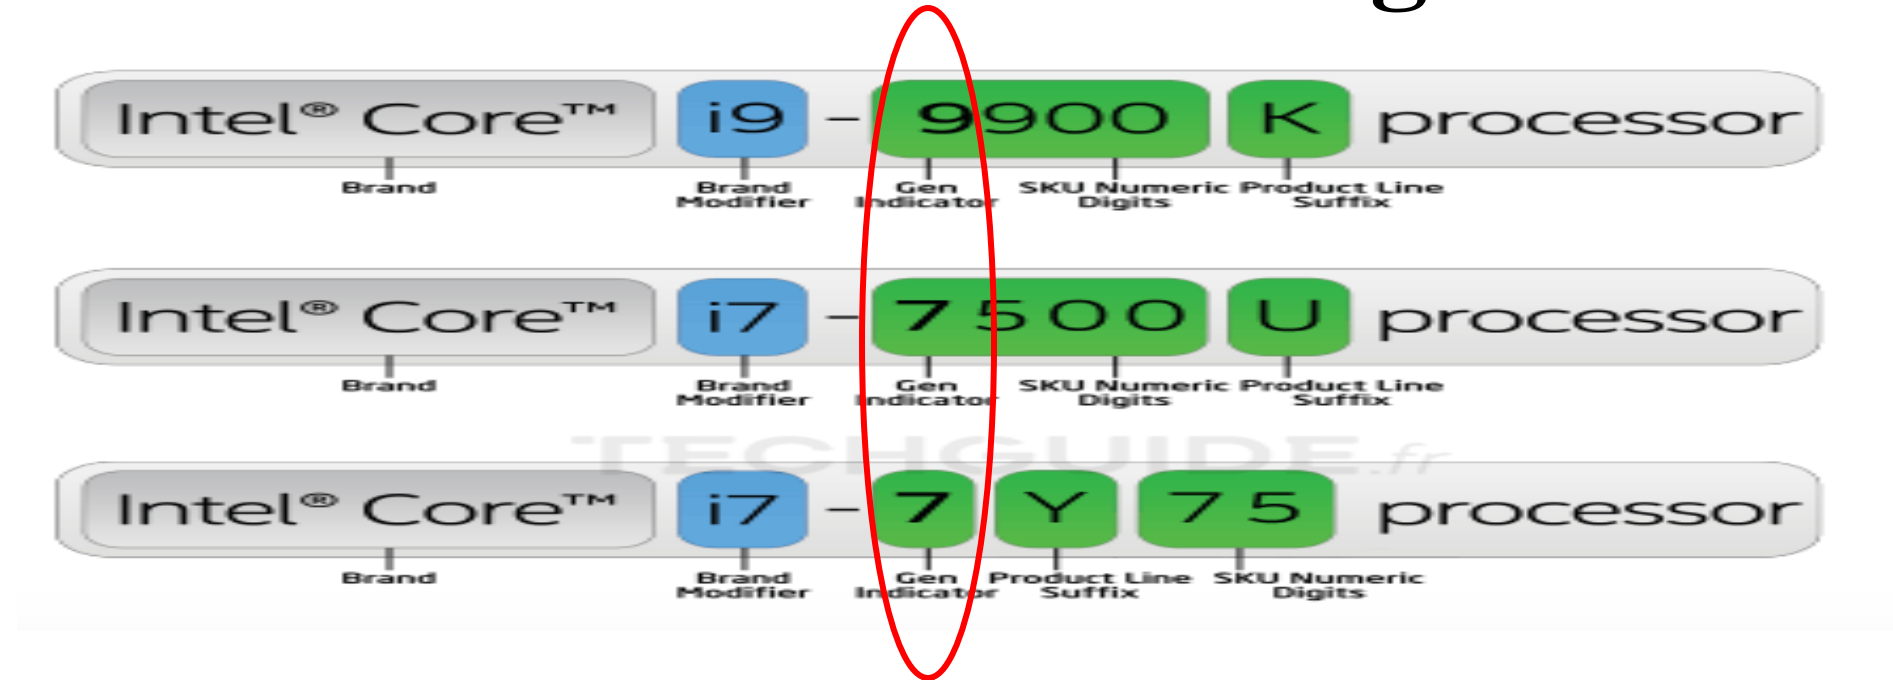 g
Intel® Core™ i9 - 9900 K processor
Brand Brand Modifier Gen Indicator SKU Numeric Digits Product Line Suffix
Intel® Core™ i7 - 7500 U processor
Brand Brand Modifier Gen Indicator SKU Numeric Digits Product Line Suffix
TECHGUIDE.fr
Intel® Core™ i7 - 7 Y 75 processor
Brand Brand Modifier Gen Indicator Product Line Suffix SKU Numeric Digits